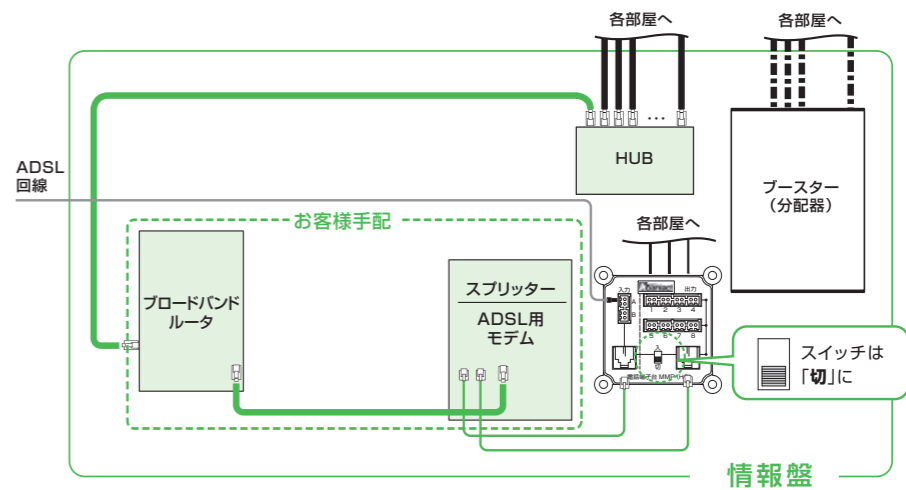 各部屋へ
各部屋へ
HUB
ADSL
回線
ブースター
(分配器)
お客様手配
各部屋へ
ブロードバンド
ルータ
スプリッター
ADSL用
モデム
入力
出力
A
B
1 2 3 4
5 6 7 8
入
切
スイッチは
「切」に
情報盤